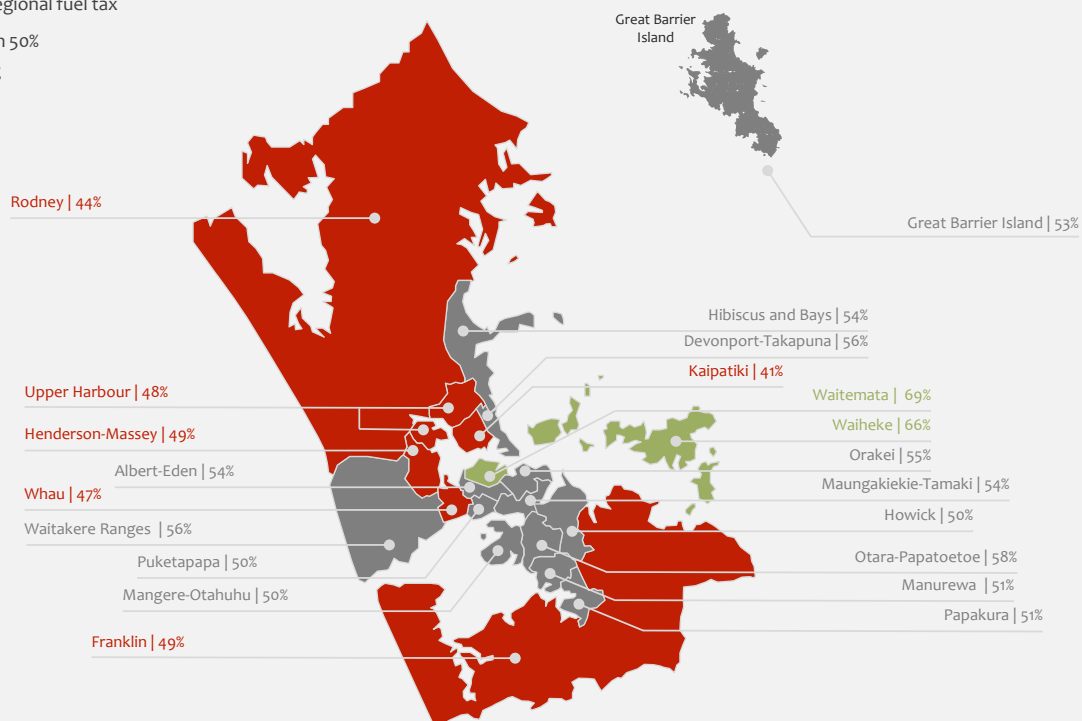 egional fuel tax
50%
Great Barrier
Island
Rodney | 44%
Great Barrier Island | 53%
Hibiscus and Bays | 54%
Devonport-Takapuna | 56%
Kaipatiki | 41%
Upper Harbour | 48%
Waitemata | 69%
Waiheke | 66%
Henderson-Massey | 49%
Orakei | 55%
Albert-Eden | 54%
Maungakiekie-Tamaki | 54%
Whau | 47%
Howick | 50%
Waitakere Ranges | 56%
Otara-Papatoetoe | 58%
Puketapapa | 50%
Manurewa | 51%
Mangere-Otahuhu | 50%
Papakura | 51%
Franklin | 49%